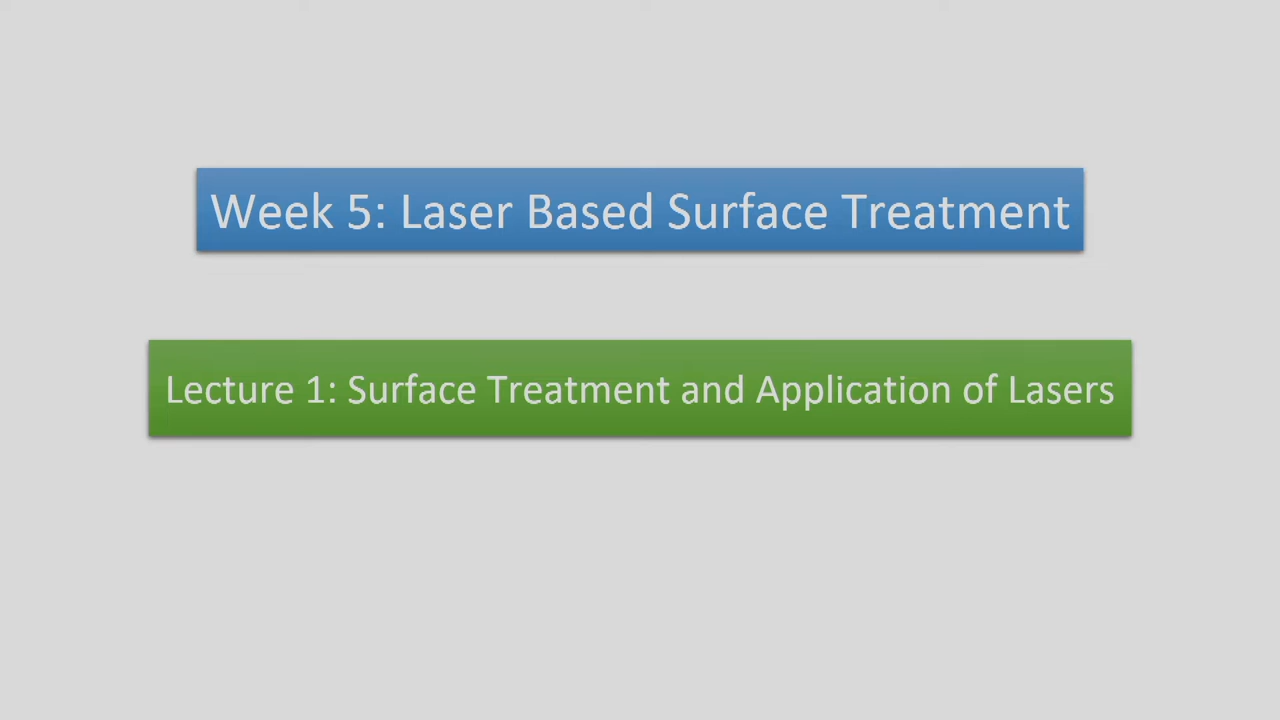 Week 5: Laser Based Surface Treatment
Lecture 1: Surface Treatment and Application of Lasers